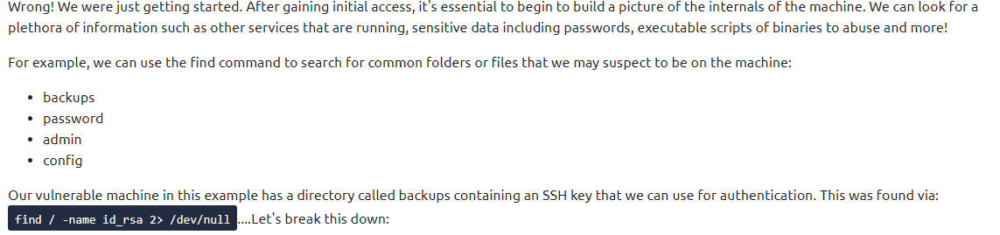 Wrong! We were just getting started. After gaining initial access, it's essential to begin to build a picture of the internals of the machine. We can look for a
plethora of information such as other services that are running, sensitive data including passwords, executable scripts of binaries to abuse and more!
For example, we can use the find command to search for common folders or files that we may suspect to be on the machine:
• backups
• password
• admin
• config
Our vulnerable machine in this example has a directory called backups containing an SSH key that we can use for authentication. This was found via:
find / -name id_rsa 2> /dev/null ....Let's break this down: